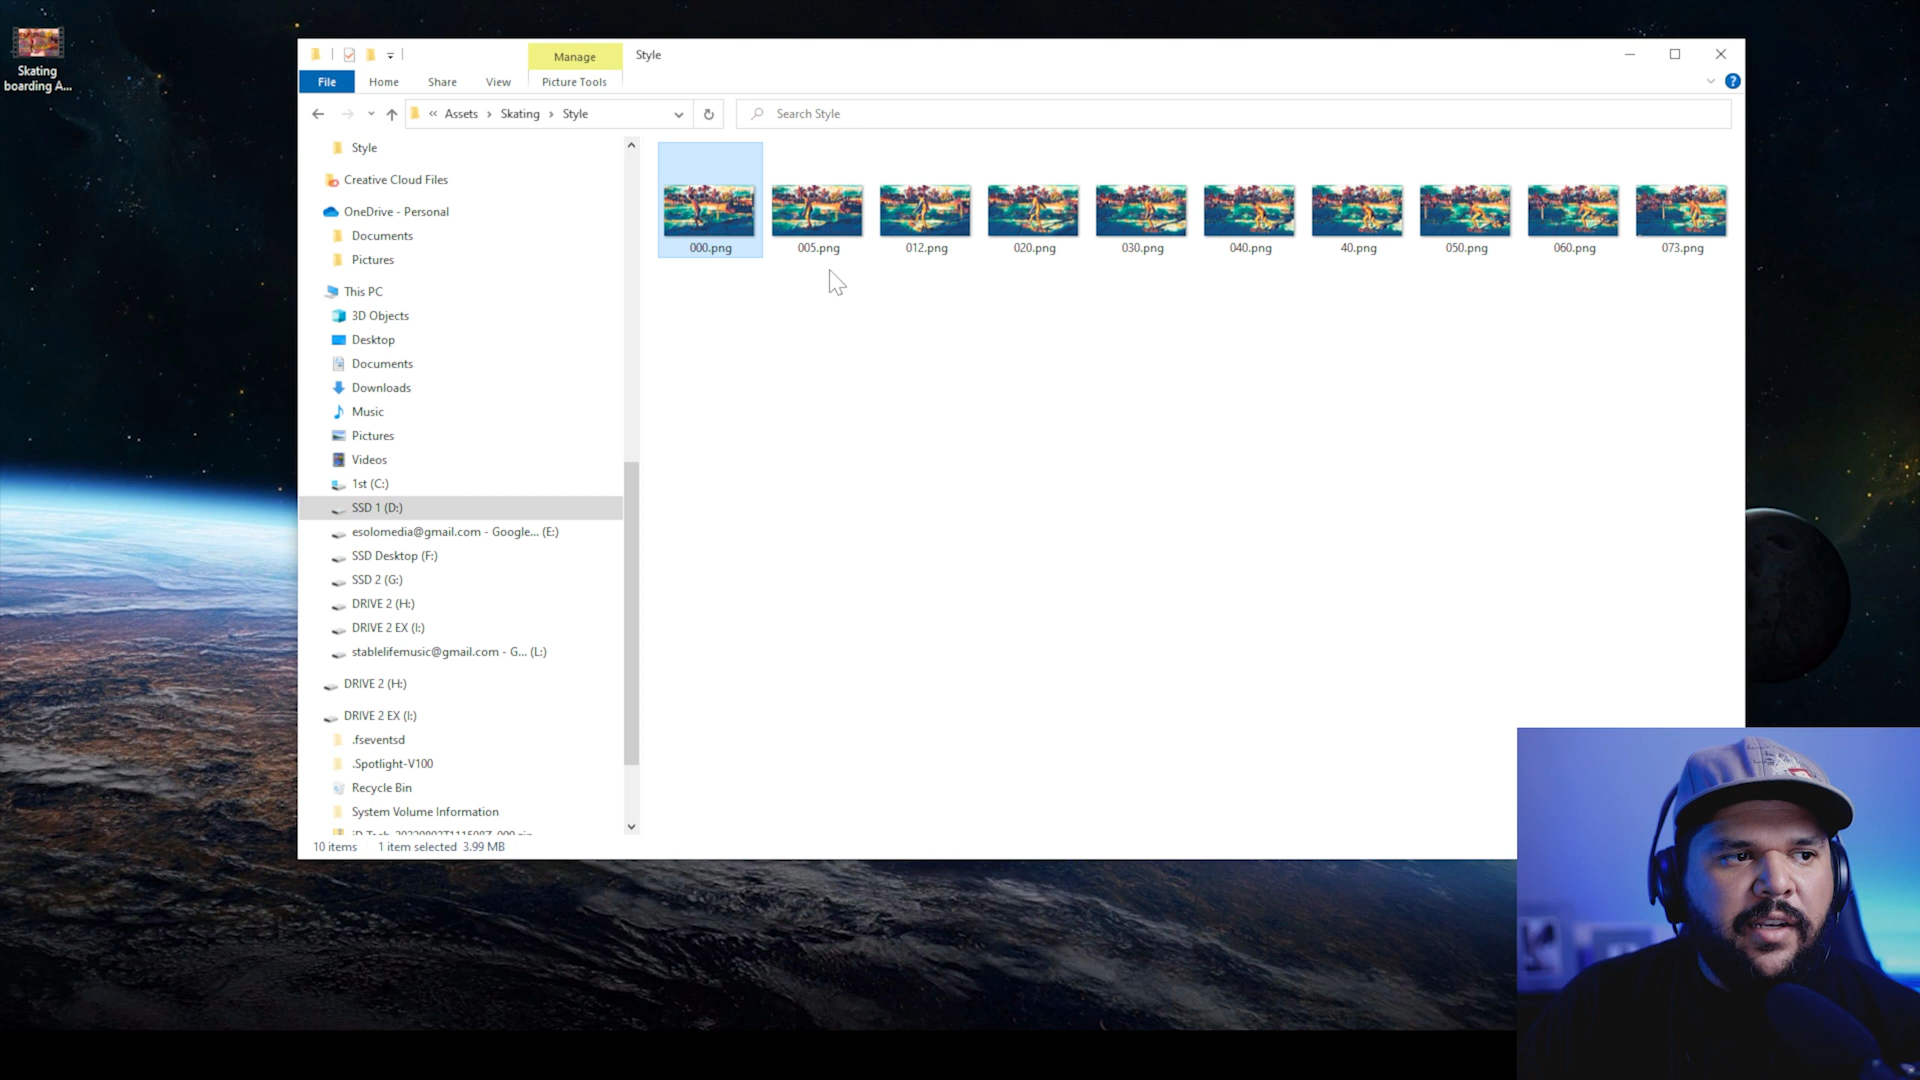 Skating
boarding A...
Manage
Style
File
Home
Share
View
Picture Tools
« Assets › Skating › Style
Search Style
Style
Creative Cloud Files
OneDrive - Personal
Documents
Pictures
This PC
3D Objects
Desktop
Documents
Downloads
Music
Pictures
Videos
1st (C:)
SSD 1 (D:)
esolomedia@gmail.com - Google... (E:)
SSD Desktop (F:)
SSD 2 (G:)
DRIVE 2 (H:)
DRIVE 2 EX (I:)
stablelifemusic@gmail.com - G... (L:)
DRIVE 2 (H:)
DRIVE 2 EX (I:)
.fseventsd
.Spotlight-V100
Recycle Bin
System Volume Information
000.png
005.png
012.png
020.png
030.png
040.png
40.png
050.png
060.png
073.png
10 items
1 item selected 3.99 MB